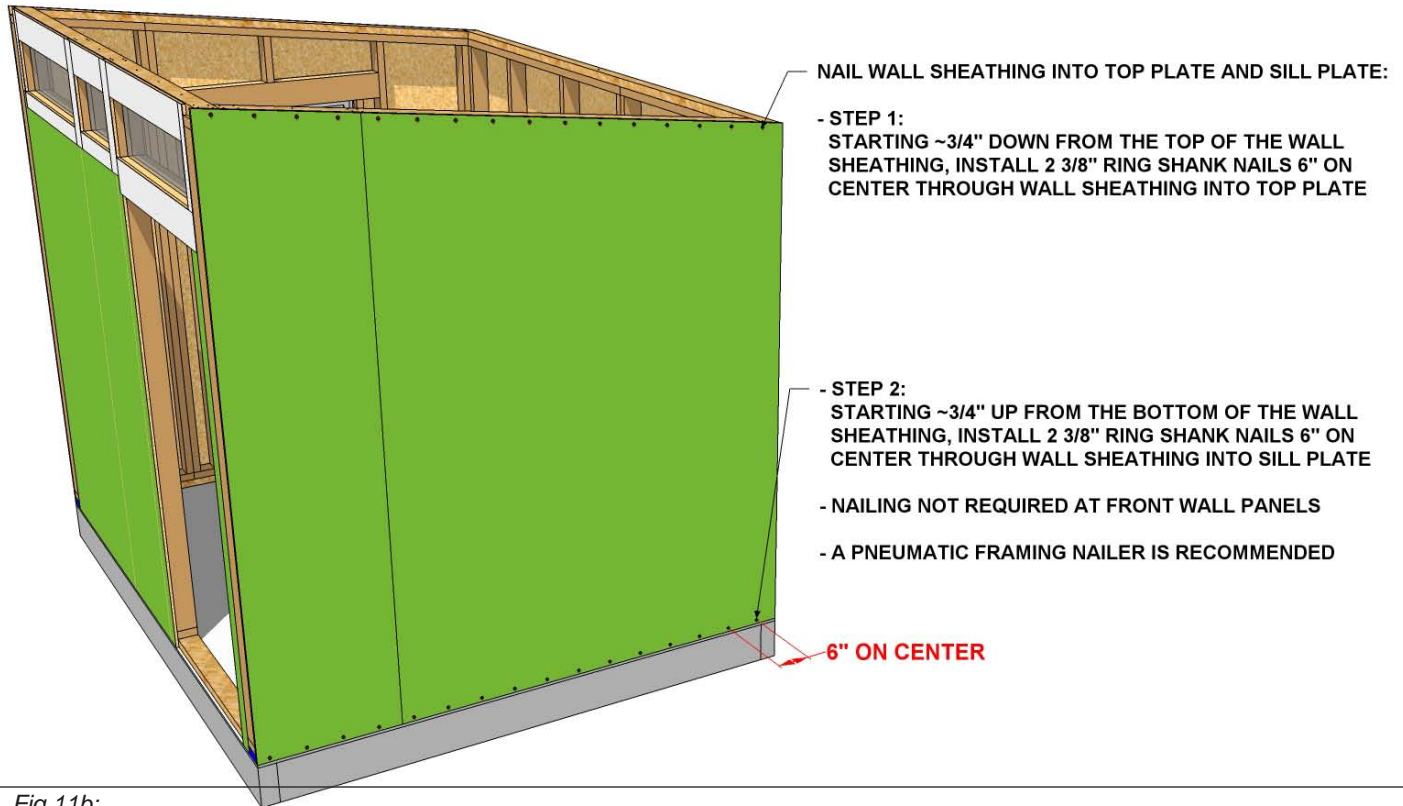 NAIL WALL SHEATHING INTO TOP PLATE AND SILL PLATE:
- STEP 1:
STARTING ~3/4" DOWN FROM THE TOP OF THE WALL
SHEATHING, INSTALL 2 3/8" RING SHANK NAILS 6" ON
CENTER THROUGH WALL SHEATHING INTO TOP PLATE
- STEP 2:
STARTING ~3/4" UP FROM THE BOTTOM OF THE WALL
SHEATHING, INSTALL 2 3/8" RING SHANK NAILS 6" ON
CENTER THROUGH WALL SHEATHING INTO SILL PLATE
- NAILING NOT REQUIRED AT FRONT WALL PANELS
- A PNEUMATIC FRAMING NAILER IS RECOMMENDED
6" ON CENTER
Fig 11b: